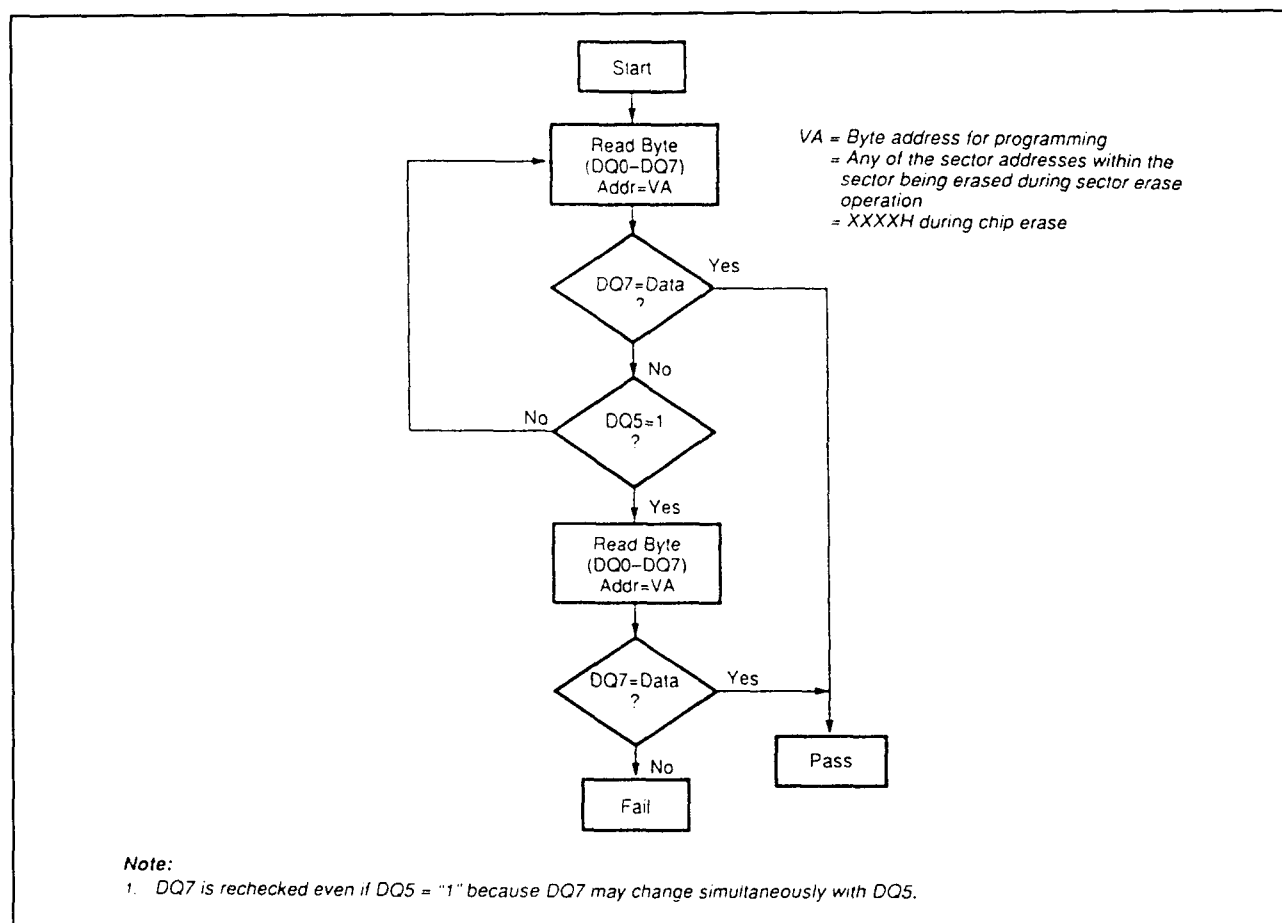 Start
Read Byte
(DQ0–DQ7)
Addr=VA
VA = Byte address for programming
= Any of the sector addresses within the
sector being erased during sector erase
operation
= XXXXH during chip erase
DQ7=Data
?
Yes
No
DQ5=1
?
No
Yes
Read Byte
(DQ0–DQ7)
Addr=VA
DQ7=Data
?
Yes
No
Pass
Fail
Note:
1. DQ7 is rechecked even if DQ5 = "1" because DQ7 may change simultaneously with DQ5.